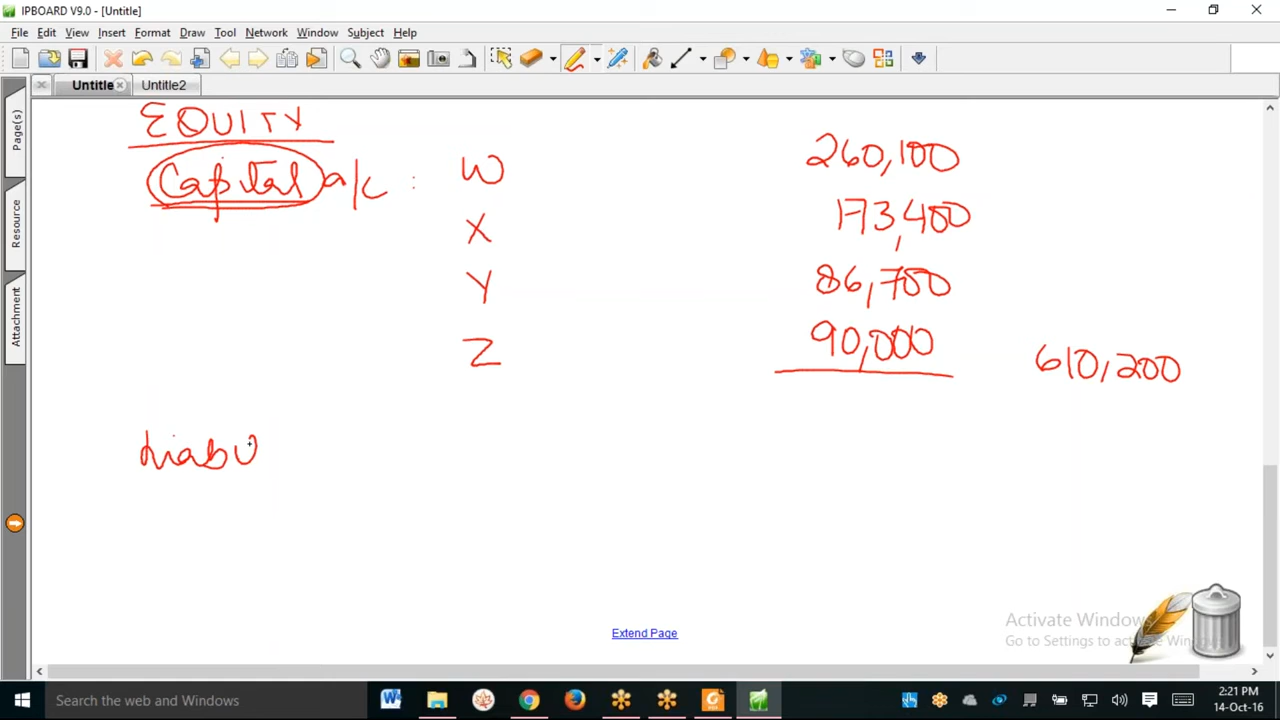 IPBOARD V9.0 - [Untitle]
File Edit View Insert Format Draw Tool Network Window Subject Help
Untitle Untitle2
Page(s)
Resource
Attachment
EQUITY
Capital a/c : W 260,100
X 173,400
Y 86,700
Z 90,000 610,200
Liabil
Extend Page
Activate Windows
Go to Settings to activate Windows.
Search the web and Windows
2:21 PM
14-Oct-16